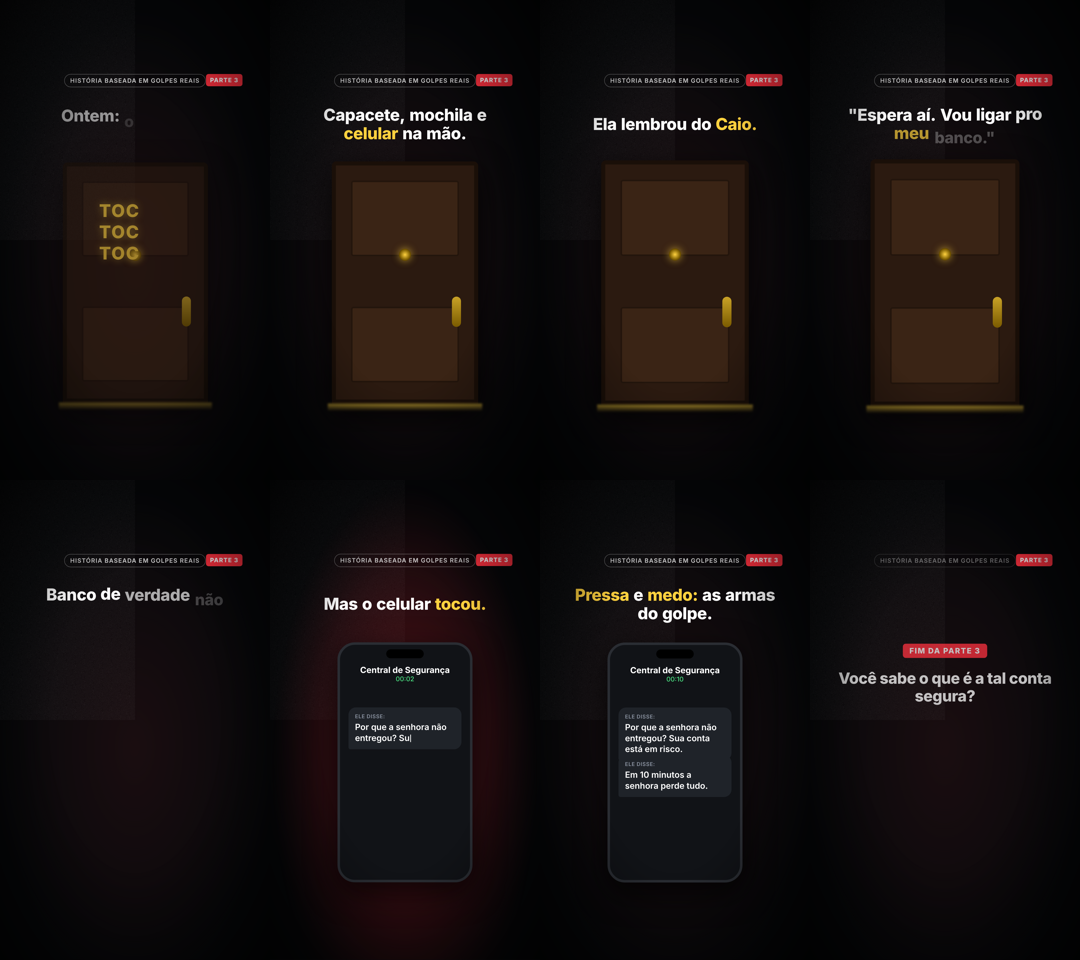 HISTÓRIA BASEADA EM GOLPES REAIS PARTE 3
Ontem: o
TOC
TOC
TOC
HISTÓRIA BASEADA EM GOLPES REAIS PARTE 3
Capacete, mochila e
celular na mão.
HISTÓRIA BASEADA EM GOLPES REAIS PARTE 3
Ela lembrou do Caio.
HISTÓRIA BASEADA EM GOLPES REAIS PARTE 3
"Espera aí. Vou ligar pro
meu banco."
HISTÓRIA BASEADA EM GOLPES REAIS PARTE 3
Banco de verdade não
HISTÓRIA BASEADA EM GOLPES REAIS PARTE 3
Mas o celular tocou.
Central de Segurança
00:02
ELE DISSE:
Por que a senhora não
entregou? Su
HISTÓRIA BASEADA EM GOLPES REAIS PARTE 3
Pressa e medo: as armas
do golpe.
Central de Segurança
00:10
ELE DISSE:
Por que a senhora não
entregou? Sua conta
está em risco.
ELE DISSE:
Em 10 minutos a
senhora perde tudo.
HISTÓRIA BASEADA EM GOLPES REAIS PARTE 3
FIM DA PARTE 3
Você sabe o que é a tal conta
segura?